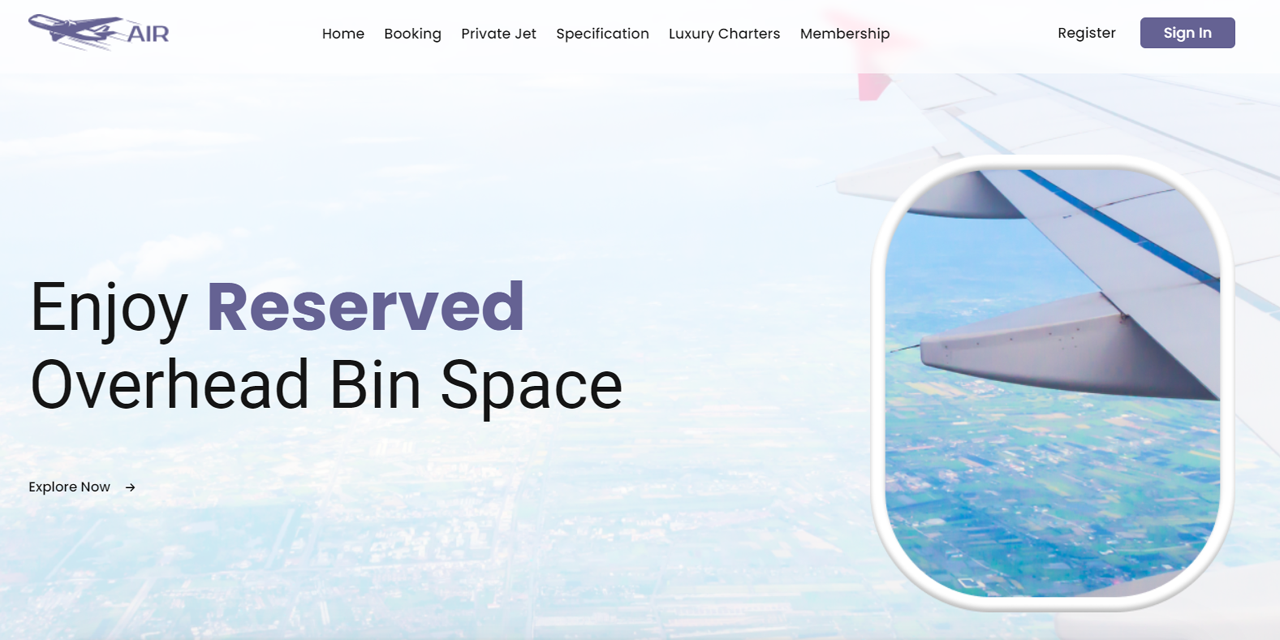 AIR
Home Booking Private Jet Specification Luxury Charters Membership
Register Sign In
Enjoy Reserved
Overhead Bin Space
Explore Now →